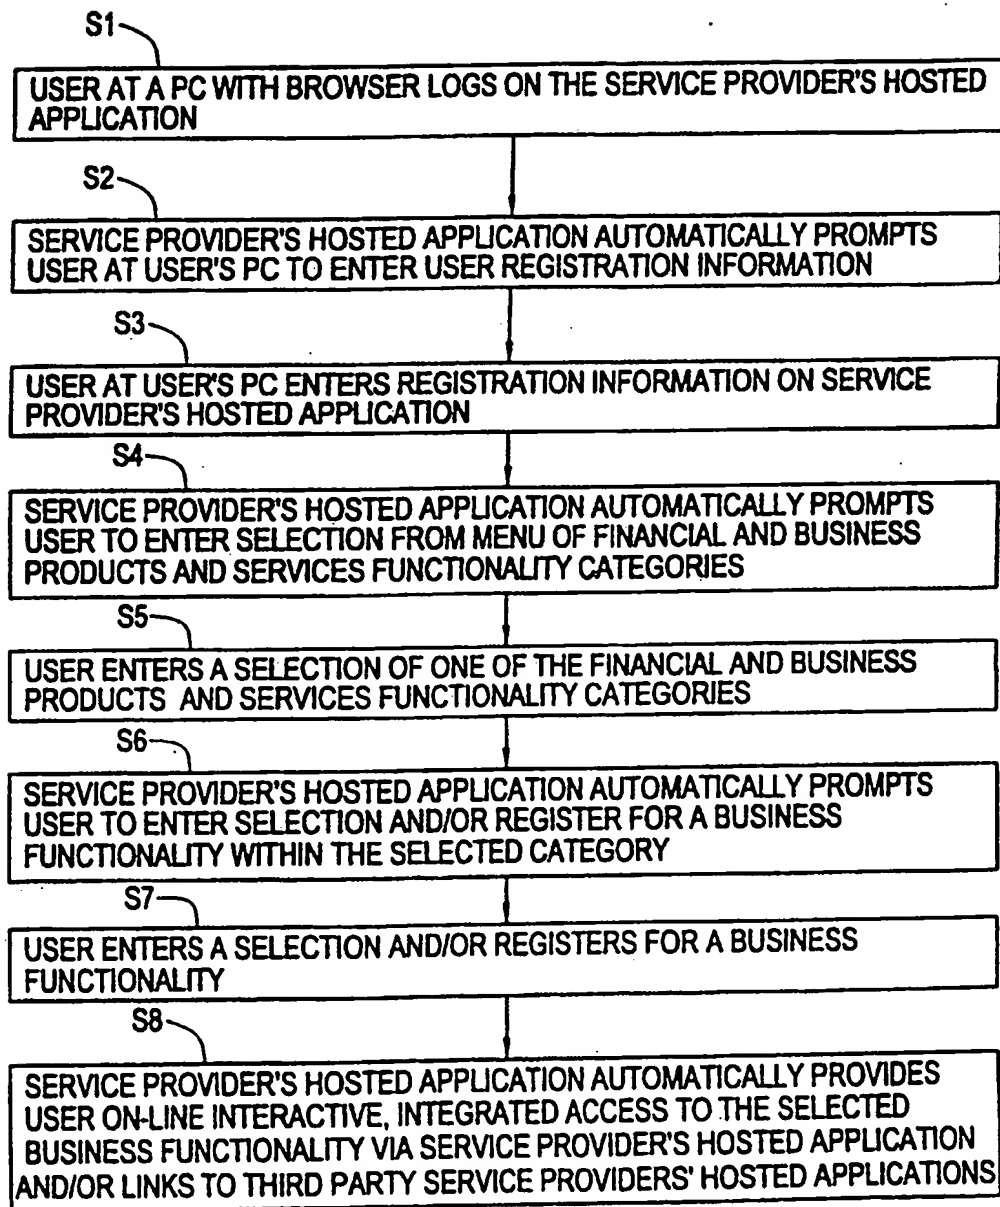 S1
USER AT A PC WITH BROWSER LOGS ON THE SERVICE PROVIDER'S HOSTED
APPLICATION
S2
SERVICE PROVIDER'S HOSTED APPLICATION AUTOMATICALLY PROMPTS
USER AT USER'S PC TO ENTER USER REGISTRATION INFORMATION
S3
USER AT USER'S PC ENTERS REGISTRATION INFORMATION ON SERVICE
PROVIDER'S HOSTED APPLICATION
S4
SERVICE PROVIDER'S HOSTED APPLICATION AUTOMATICALLY PROMPTS
USER TO ENTER SELECTION FROM MENU OF FINANCIAL AND BUSINESS
PRODUCTS AND SERVICES FUNCTIONALITY CATEGORIES
S5
USER ENTERS A SELECTION OF ONE OF THE FINANCIAL AND BUSINESS
PRODUCTS AND SERVICES FUNCTIONALITY CATEGORIES
S6
SERVICE PROVIDER'S HOSTED APPLICATION AUTOMATICALLY PROMPTS
USER TO ENTER SELECTION AND/OR REGISTER FOR A BUSINESS
FUNCTIONALITY WITHIN THE SELECTED CATEGORY
S7
USER ENTERS A SELECTION AND/OR REGISTERS FOR A BUSINESS
FUNCTIONALITY
S8
SERVICE PROVIDER'S HOSTED APPLICATION AUTOMATICALLY PROVIDES
USER ON-LINE INTERACTIVE, INTEGRATED ACCESS TO THE SELECTED
BUSINESS FUNCTIONALITY VIA SERVICE PROVIDER'S HOSTED APPLICATION
AND/OR LINKS TO THIRD PARTY SERVICE PROVIDERS' HOSTED APPLICATIONS